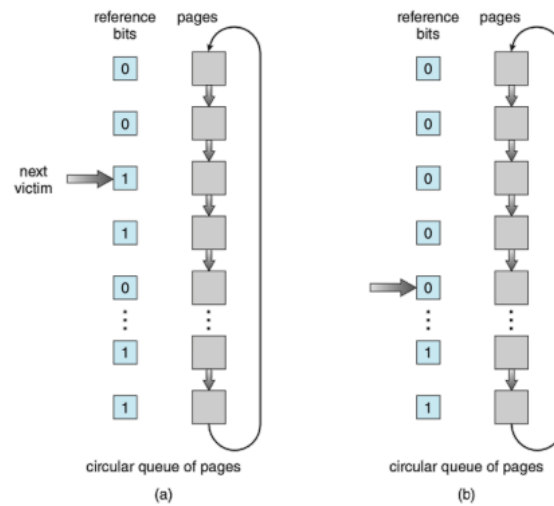 reference bits
pages
0
0
next victim
1
1
0
1
1
circular queue of pages
(a)
reference bits
pages
0
0
0
0
0
1
1
circular queue of pages
(b)